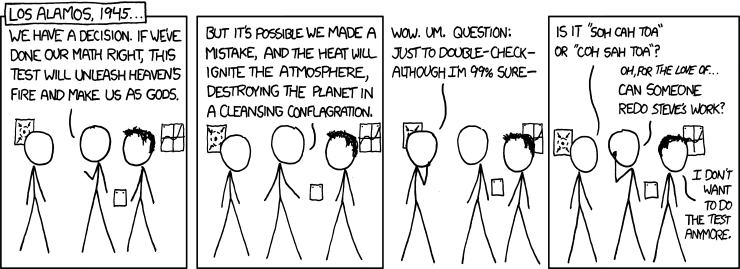 LOS ALAMOS, 1945...
WE HAVE A DECISION. IF WE'VE
DONE OUR MATH RIGHT, THIS
TEST WILL UNLEASH HEAVEN'S
FIRE AND MAKE US AS GODS.
BUT IT'S POSSIBLE WE MADE A
MISTAKE, AND THE HEAT WILL
IGNITE THE ATMOSPHERE,
DESTROYING THE PLANET IN
A CLEANSING CONFLAGRATION.
WOW. UM. QUESTION:
JUST TO DOUBLE-CHECK—
ALTHOUGH I'M 99% SURE—
IS IT "SOH CAH TOA"
OR "COH SAH TOA"?
OH, FOR THE LOVE OF...
CAN SOMEONE
REDO STEVE'S WORK?
I DON'T
WANT
TO DO
THE TEST
ANYMORE.